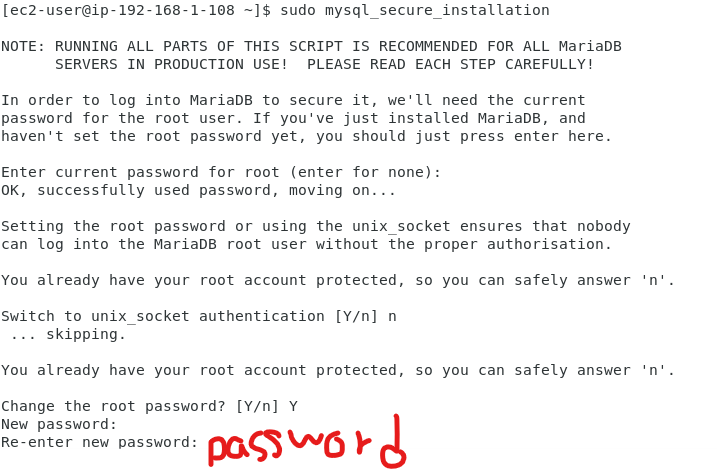 [ec2-user@ip-192-168-1-108 ~]$ sudo mysql_secure_installation
NOTE: RUNNING ALL PARTS OF THIS SCRIPT IS RECOMMENDED FOR ALL MariaDB
SERVERS IN PRODUCTION USE!  PLEASE READ EACH STEP CAREFULLY!
In order to log into MariaDB to secure it, we'll need the current
password for the root user. If you've just installed MariaDB, and
haven't set the root password yet, you should just press enter here.
Enter current password for root (enter for none):
OK, successfully used password, moving on...
Setting the root password or using the unix_socket ensures that nobody
can log into the MariaDB root user without the proper authorisation.
You already have your root account protected, so you can safely answer 'n'.
Switch to unix_socket authentication [Y/n] n
... skipping.
You already have your root account protected, so you can safely answer 'n'.
Change the root password? [Y/n] Y
New password:
Re-enter new password: password